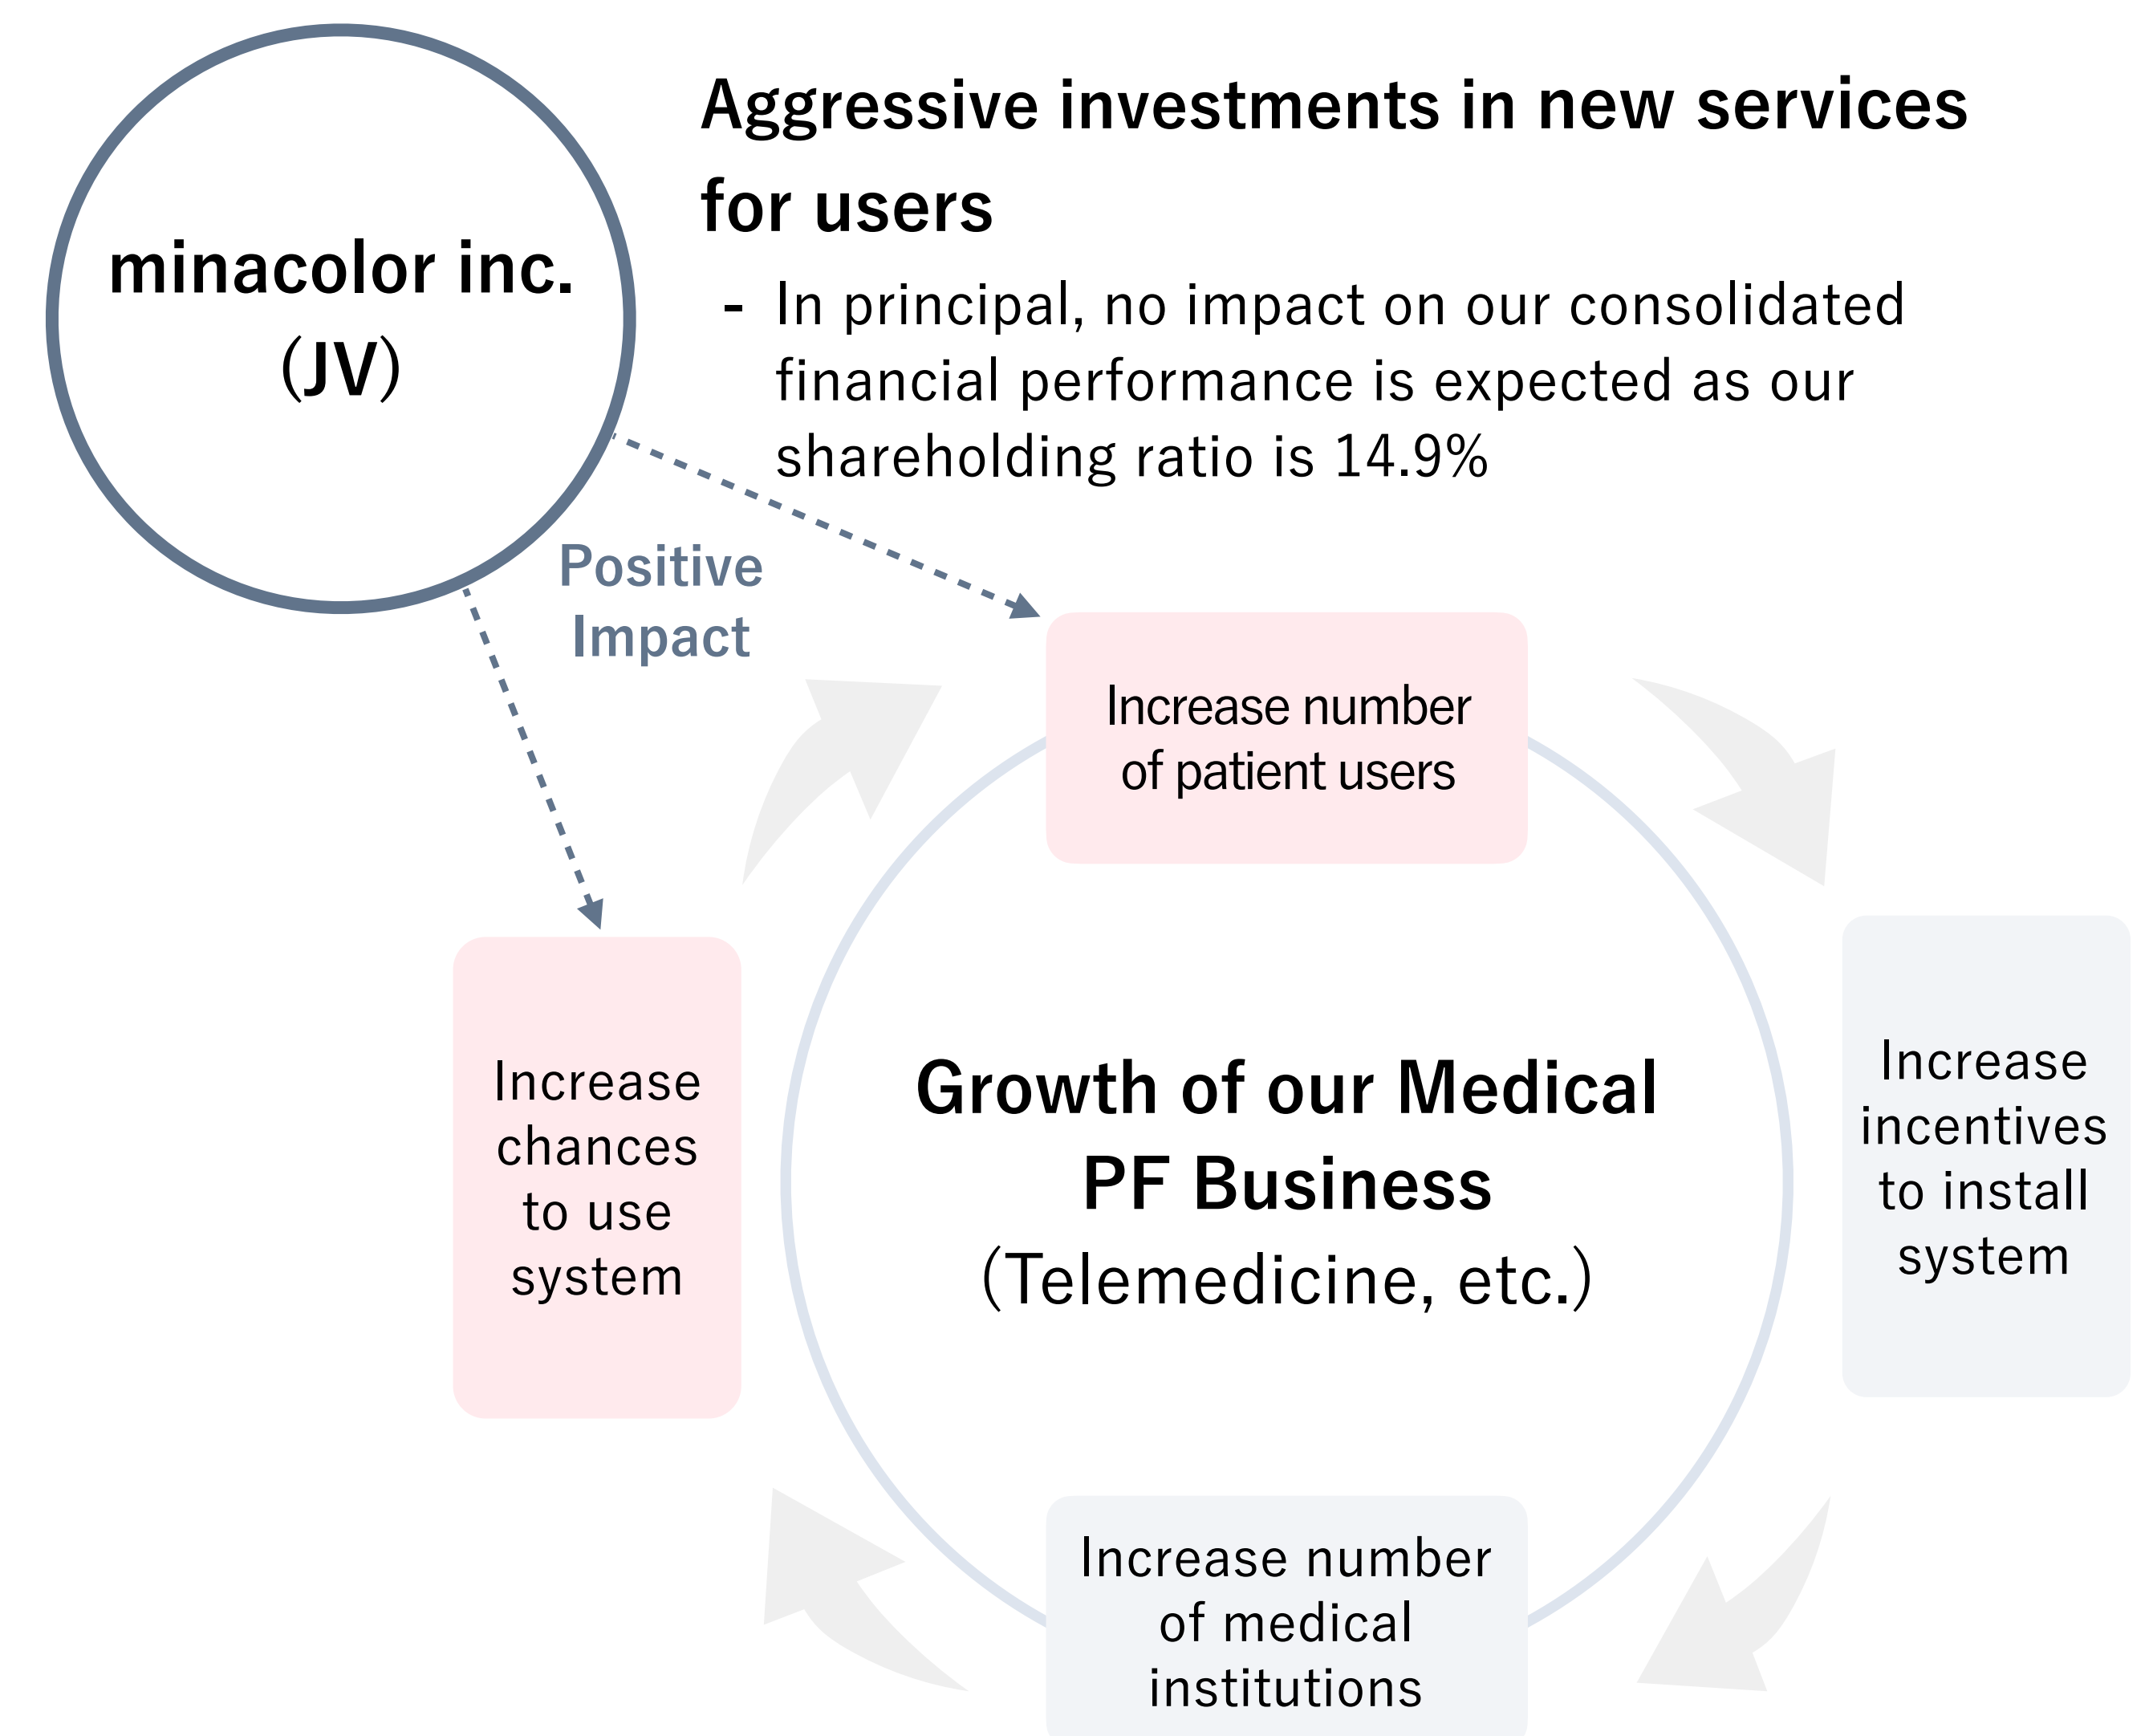 minacolor inc.
(JV)
Aggressive investments in new services
for users
- In principal, no impact on our consolidated
financial performance is expected as our
shareholding ratio is 14.9%
Positive
Impact
Increase number
of patient users
Increase
incentives
to install
system
Increase number
of medical
institutions
Increase
chances
to use
system
Growth of our Medical
PF Business
(Telemedicine, etc.)